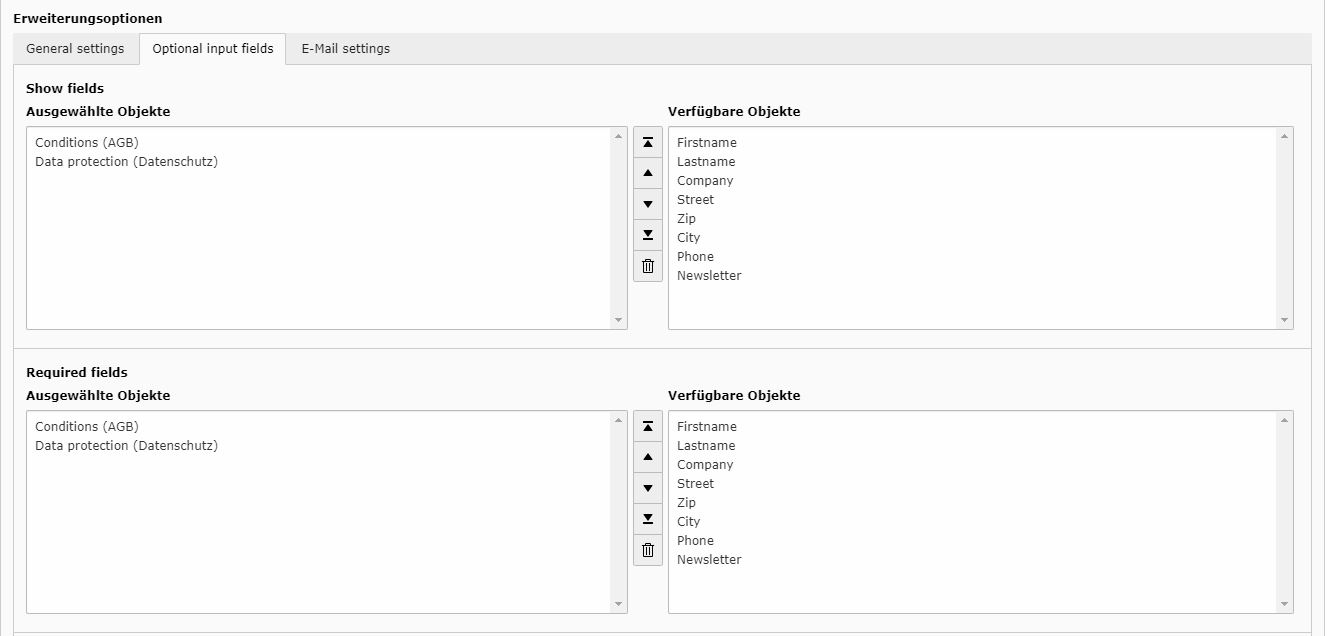 Erweiterungsoptionen
General settings
Optional input fields
E-Mail settings
Show fields
Ausgewählte Objekte
Conditions (AGB)
Data protection (Datenschutz)
Verfügbare Objekte
Firstname
Lastname
Company
Street
Zip
City
Phone
Newsletter
Required fields
Ausgewählte Objekte
Conditions (AGB)
Data protection (Datenschutz)
Verfügbare Objekte
Firstname
Lastname
Company
Street
Zip
City
Phone
Newsletter